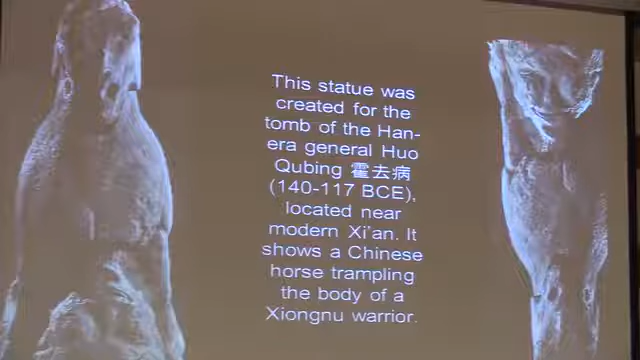 This statue was
created for the
tomb of the Han-
era general Huo
Qubing 霍去病
(140-117 BCE),
located near
modern Xi'an. It
shows a Chinese
horse trampling
the body of a
Xiongnu warrior.